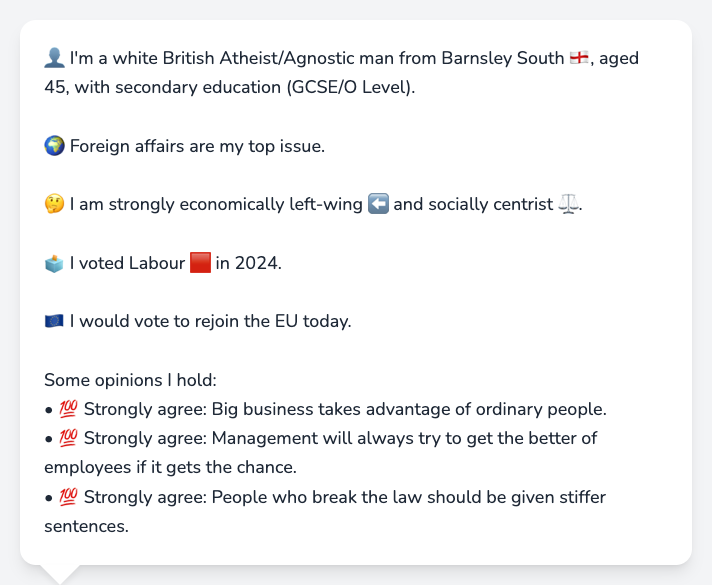 👤 I'm a white British Atheist/Agnostic man from Barnsley South 🏴󠁧󠁢󠁥󠁮󠁧󠁿, aged
45, with secondary education (GCSE/O Level).
🌍 Foreign affairs are my top issue.
🤔 I am strongly economically left-wing ⬅️ and socially centrist ⚖️.
🗳️ I voted Labour 🟥 in 2024.
🇪🇺 I would vote to rejoin the EU today.
Some opinions I hold:
• 💯 Strongly agree: Big business takes advantage of ordinary people.
• 💯 Strongly agree: Management will always try to get the better of
employees if it gets the chance.
• 💯 Strongly agree: People who break the law should be given stiffer
sentences.